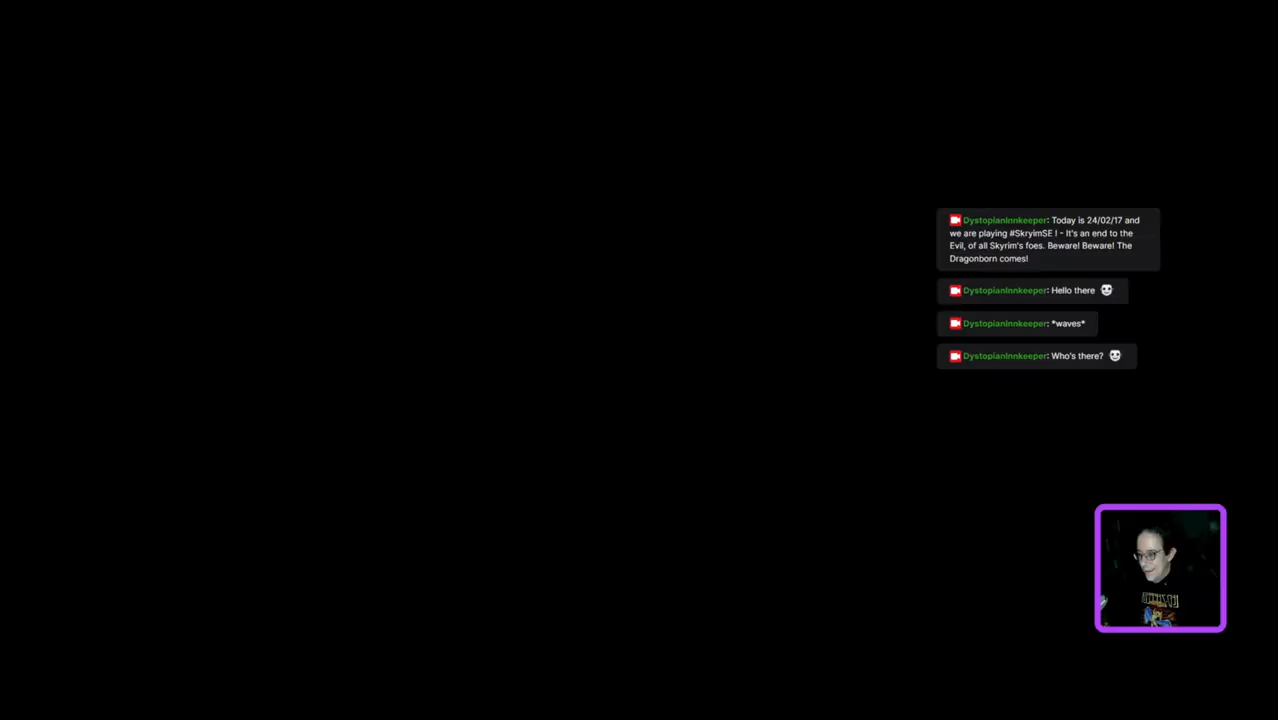 DystopianInnkeeper: Today is 24/02/17 and
we are playing #SkryimSE ! - It's an end to the
Evil, of all Skyrim's foes. Beware! Beware! The
Dragonborn comes!
DystopianInnkeeper: Hello there
DystopianInnkeeper: *waves*
DystopianInnkeeper: Who's there?